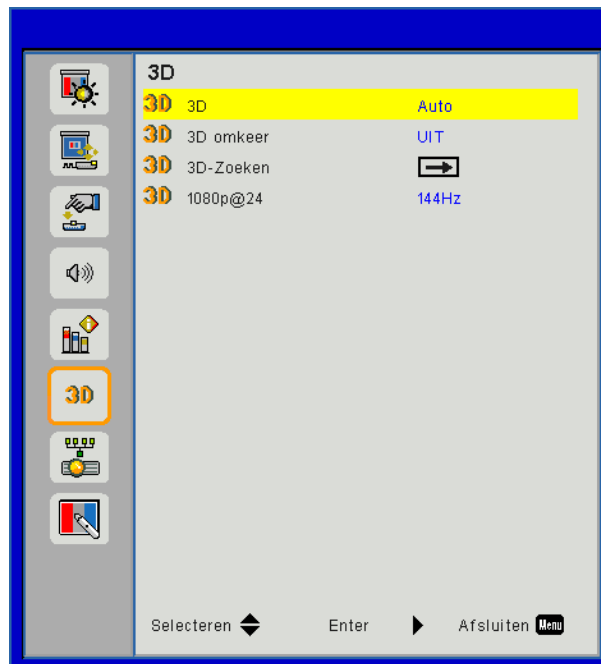 3D
3D 3D Auto
3D 3D omkeer UIT
3D 3D-Zoeken
3D 1080p@24 144Hz
3D
Selecteren Enter Afsluiten Menu